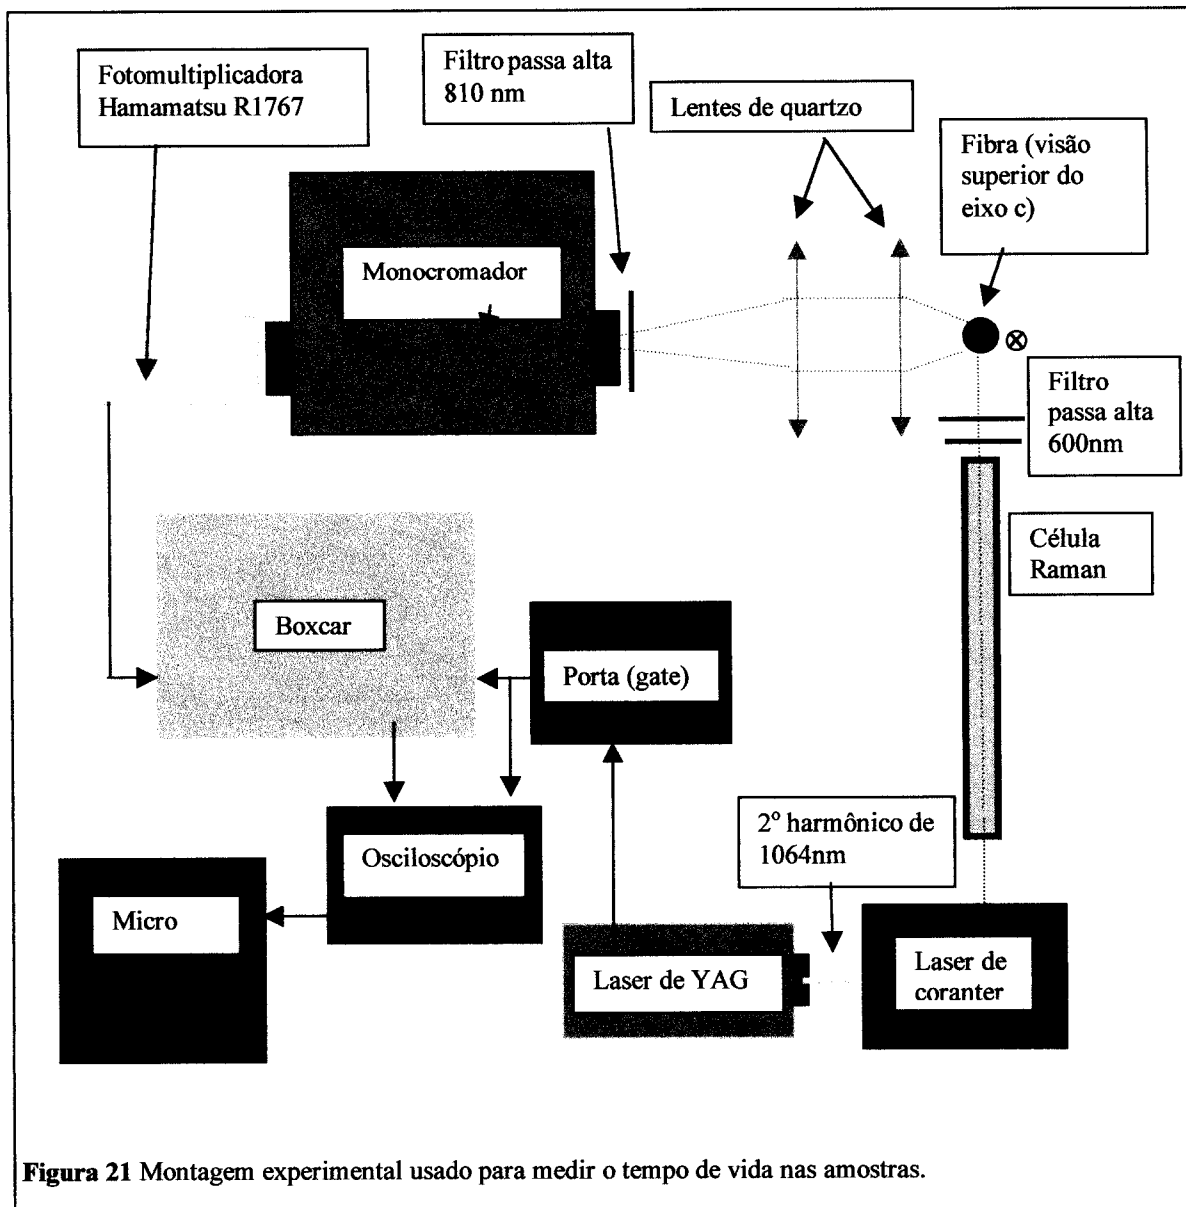 Fotomultiplicadora
Hamamatsu R1767
Filtro passa alta
810 nm
Lentes de quartzo
Fibra (visão
superior do
eixo c)
Monocromador
Filtro
passa alta
600nm
Célula
Raman
Boxcar
Porta (gate)
2º harmônico de
1064nm
Osciloscópio
Micro
Laser de YAG
Laser de
coranter
Figura 21 Montagem experimental usado para medir o tempo de vida nas amostras.